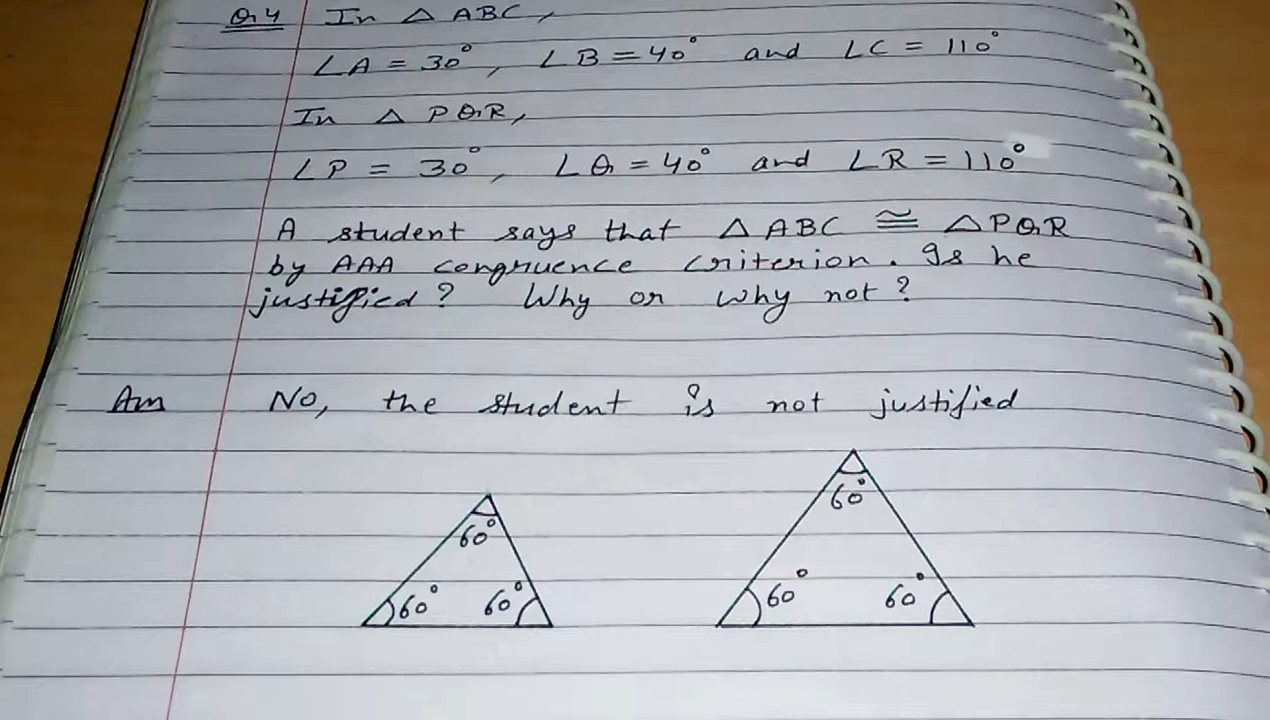 Q.4 In △ ABC,
∠A = 30°, ∠B = 40° and ∠C = 110°
In △ PQR,
∠P = 30°, ∠Q = 40° and ∠R = 110°
A student says that △ABC ≅ △PQR
by AAA congruence criterion. Is he
justified? Why or why not?
Ans No, the student is not justified
60° 60°
60° 60° 60° 60°